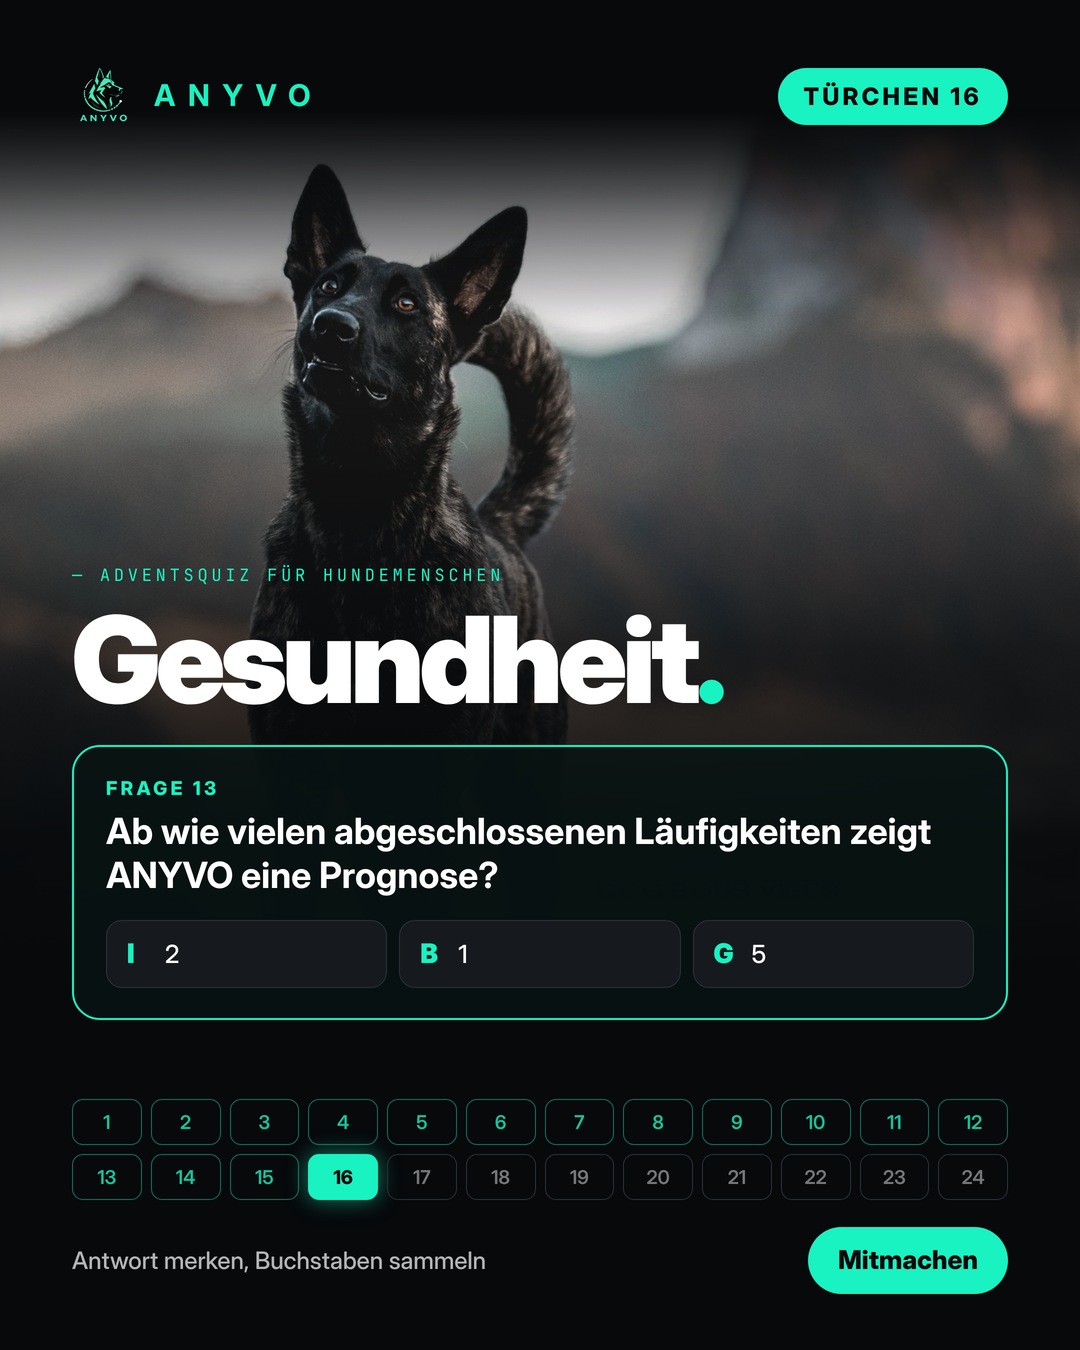 ANYVO
ANYVO
TÜRCHEN 16
— ADVENTSQUIZ FÜR HUNDEMENSCHEN
Gesundheit.
FRAGE 13
Ab wie vielen abgeschlossenen Läufigkeiten zeigt
ANYVO eine Prognose?
I 2
B 1
G 5
1 2 3 4 5 6 7 8 9 10 11 12
13 14 15 16 17 18 19 20 21 22 23 24
Antwort merken, Buchstaben sammeln
Mitmachen